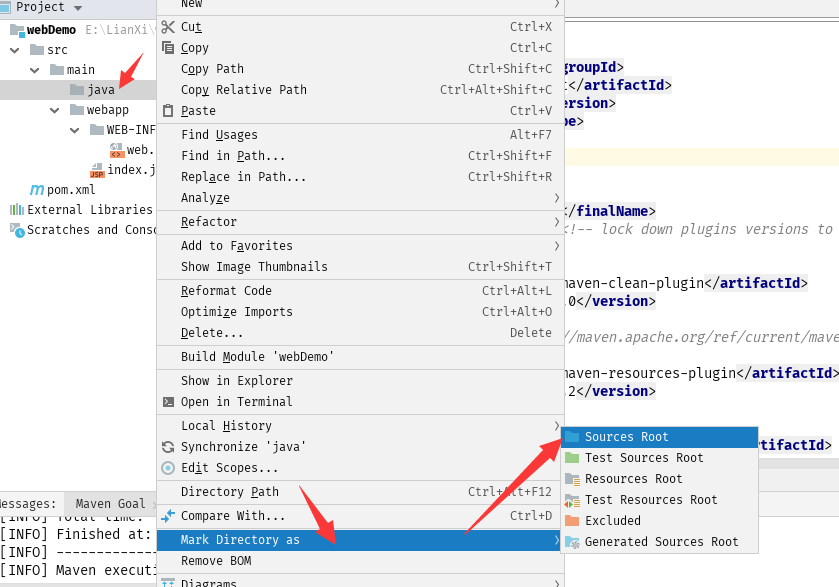 Project
New
webDemo E:\LianXi\
Cut Ctrl+X
src
Copy Ctrl+C
main
Copy Path Ctrl+Shift+C
groupId>
java
Copy Relative Path Ctrl+Alt+Shift+C
</artifactId>
webapp
Paste Ctrl+V
ersion>
WEB-INF
Find Usages Alt+F7
pe>
web.
Find in Path... Ctrl+Shift+F
index.j
Replace in Path... Ctrl+Shift+R
pom.xml
Analyze
External Libraries
Refactor
</finalName>
Scratches and Conso
<!-- lock down plugins versions to
Add to Favorites
Show Image Thumbnails Ctrl+Shift+T
maven-clean-plugin</artifactId>
Reformat Code Ctrl+Alt+L
.0</version>
Optimize Imports Ctrl+Alt+O
Delete... Delete
//maven.apache.org/ref/current/mave
Build Module 'webDemo'
maven-resources-plugin</artifactId>
Show in Explorer
.2</version>
Open in Terminal
Local History
Sources Root
Synchronize 'java'
tifactId>
Test Sources Root
Edit Scopes...
Resources Root
Directory Path Ctrl+Alt+F12
Test Resources Root
essages: Maven Goal
Compare With... Ctrl+D
Excluded
[INFO] Total time:
[INFO] Finished at:
Mark Directory as
Generated Sources Root
[INFO] -------------
Remove BOM
[INFO] Maven executi
Diagrams